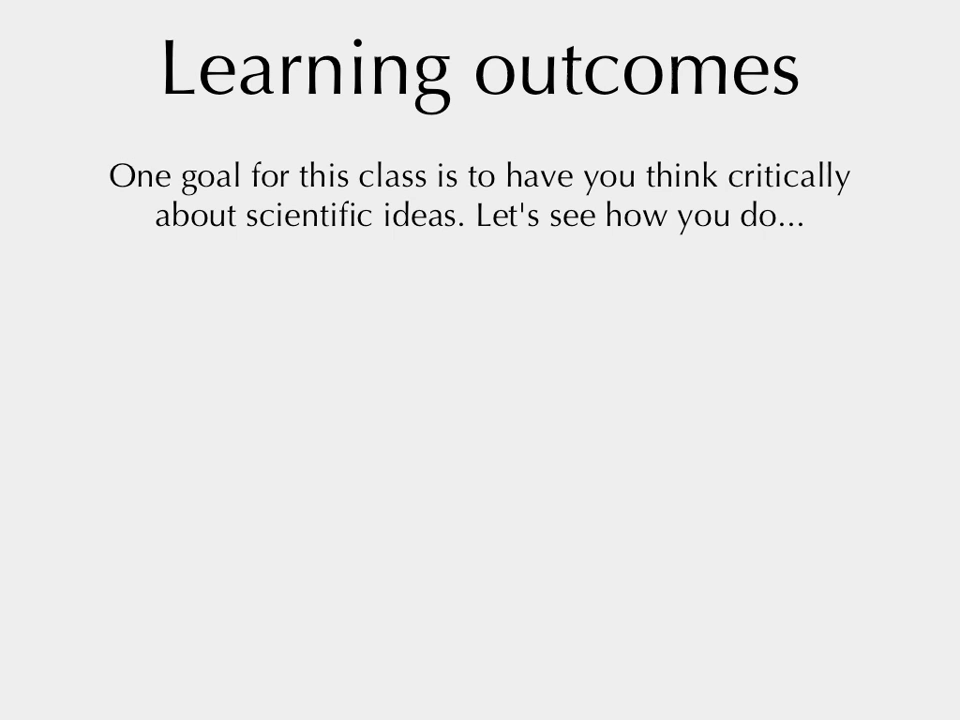 Learning outcomes
One goal for this class is to have you think critically
about scientific ideas. Let's see how you do...